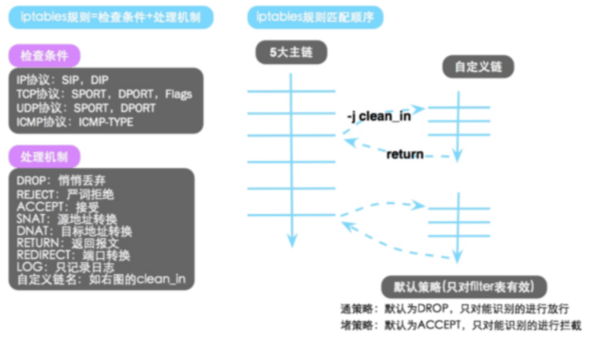 iptables规则=检查条件+处理机制
检查条件
IP协议：SIP，DIP
TCP协议：SPORT，DPORT，Flags
UDP协议：SPORT，DPORT
ICMP协议：ICMP-TYPE
处理机制
DROP：悄悄丢弃
REJECT：严词拒绝
ACCEPT：接受
SNAT：源地址转换
DNAT：目标地址转换
RETURN：返回报文
REDIRECT：端口转换
LOG：只记录日志
自定义链名：如右图的clean_in
iptables规则匹配顺序
5大主链
自定义链
-j clean_in
return
默认策略(只对filter表有效)
通策略：默认为DROP，只对能识别的进行放行
堵策略：默认为ACCEPT，只对能识别的进行拦截